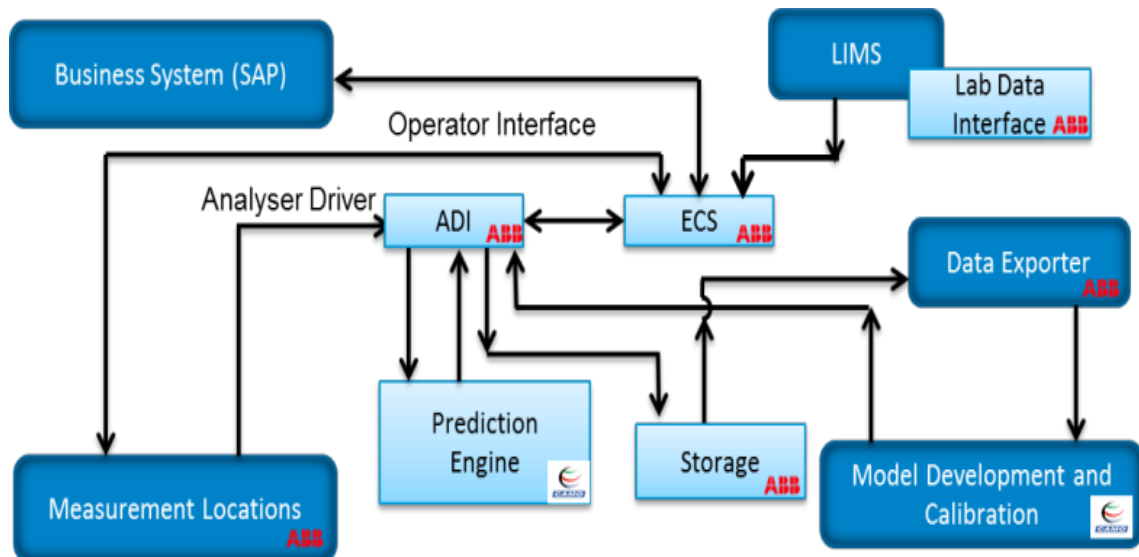 Business System (SAP)
LIMS
Lab Data
Interface ABB
Operator Interface
Analyser Driver
ADI
ABB
ECS
ABB
Data Exporter
ABB
Prediction
Engine
CAMO
Storage
ABB
Measurement Locations
ABB
Model Development and
Calibration
CAMO